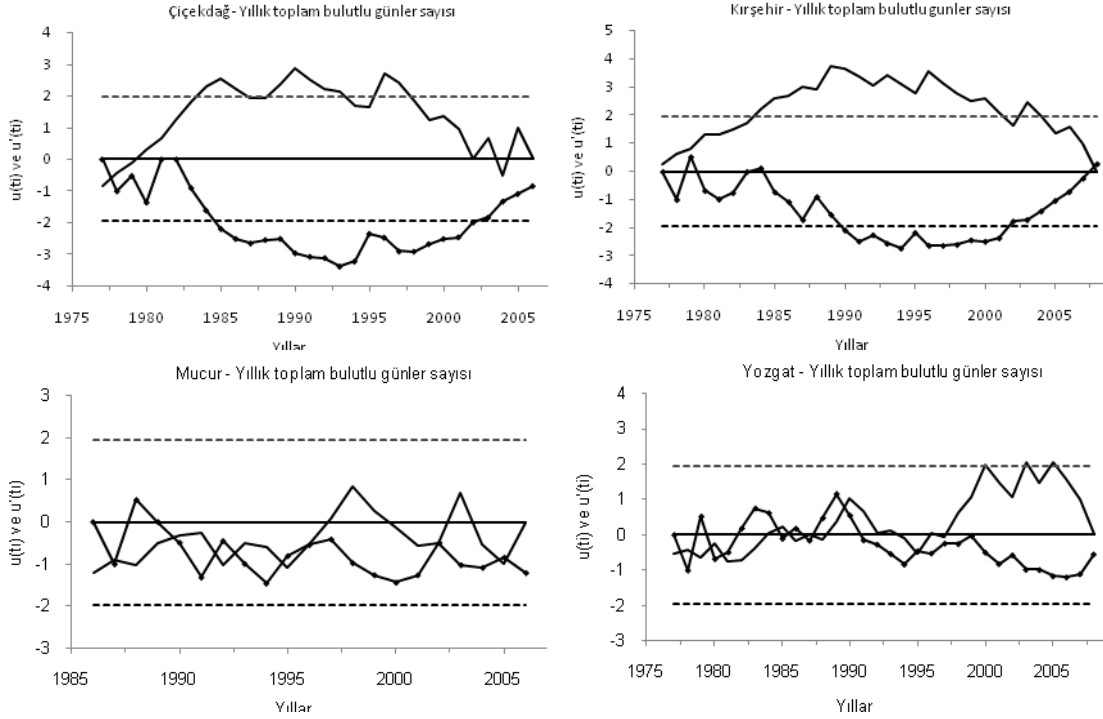 Çiçekdağ - Yıllık toplam bulutlu günler sayısı
4
3
2
1
0
-1
-2
-3
-4
u(ti) ve u'(ti)
1975 1980 1985 1990 1995 2000 2005
Yıllar
Kırşehir - Yıllık toplam bulutlu günler sayısı
5
4
3
2
1
0
-1
-2
-3
-4
u(ti) ve u'(ti)
1975 1980 1985 1990 1995 2000 2005
Yıllar
Mucur - Yıllık toplam bulutlu günler sayısı
3
2
1
0
-1
-2
-3
u(ti) ve u'(ti)
1985 1990 1995 2000 2005
Yıllar
Yozgat - Yıllık toplam bulutlu günler sayısı
4
3
2
1
0
-1
-2
-3
u(ti) ve u'(ti)
1975 1980 1985 1990 1995 2000 2005
Yıllar